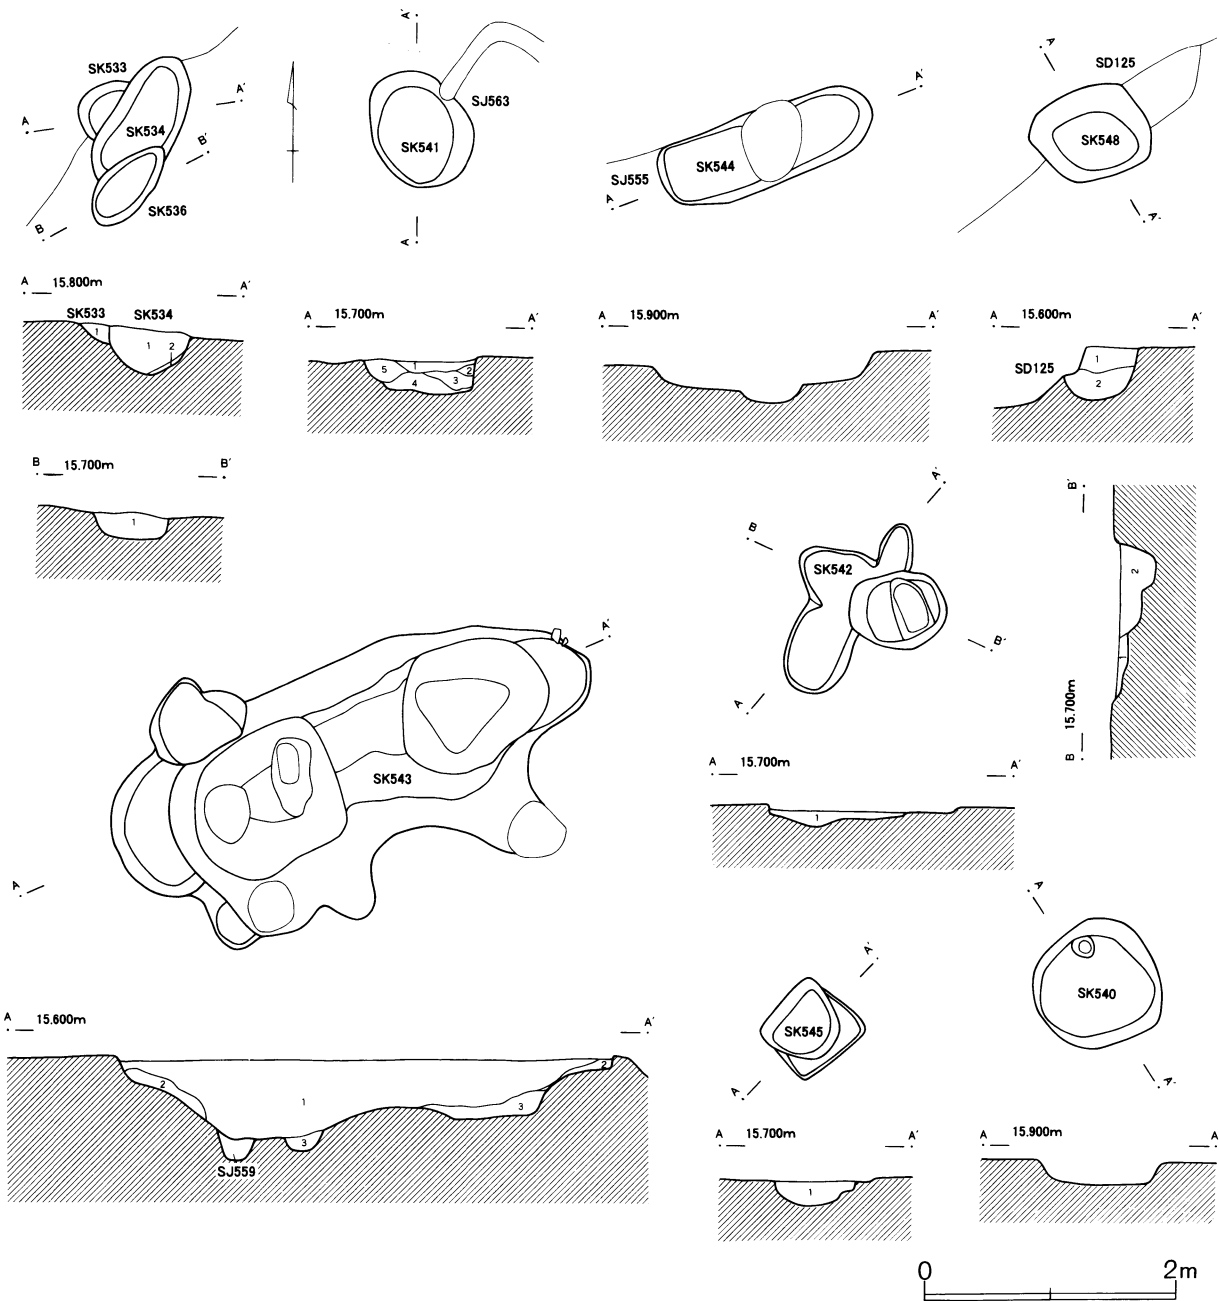 A'
SK533
A
A'
SK534
B'
SK536
B
SJ563
SK541
A
A'
SK544
SJ555
A
A
SD125
SK548
A'
A 15.800m A'
SK533 SK534
1
1 2
A 15.700m A'
5 1 2
4 3
A 15.900m A'
A 15.600m A'
SD125
1
2
B 15.700m B'
1
A'
B
SK542
B'
A
B'
2
1
15.700m
B
A 15.700m A'
1
A'
SK543
A
A 15.600m A'
2
2
1
3
3
SJ559
A'
SK545
A
A
SK540
A'
A 15.700m A'
1
A 15.900m A
0 2m